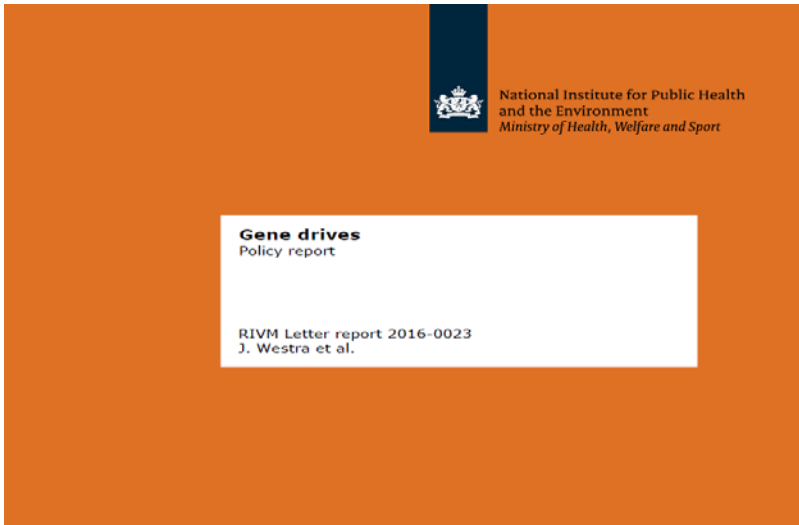 National Institute for Public Health
and the Environment
Ministry of Health, Welfare and Sport
Gene drives
Policy report
RIVM Letter report 2016-0023
J. Westra et al.